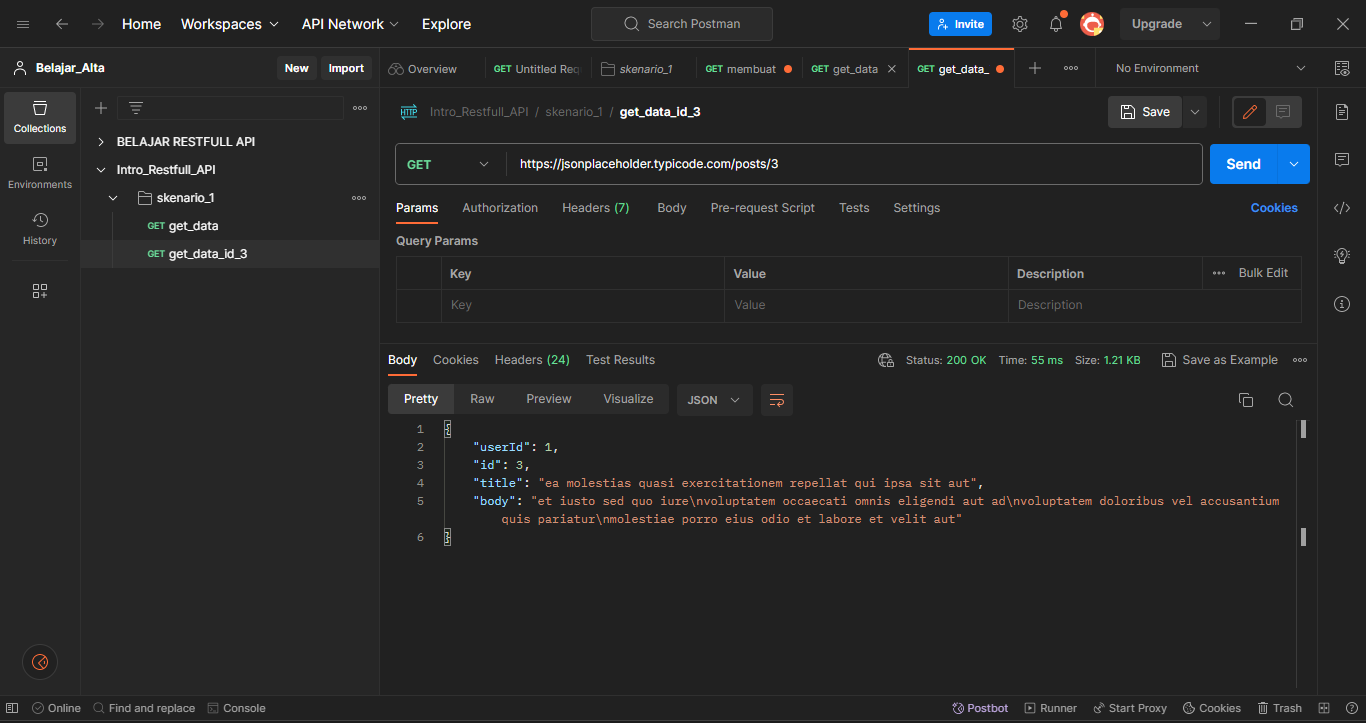 Home Workspaces API Network Explore Search Postman Invite Upgrade
Belajar_Alta New Import Overview GET Untitled Req skenario_1 GET membuat GET get_data GET get_data_ No Environment
Collections
Environments
History
BELAJAR RESTFULL API
Intro_Restfull_API
skenario_1
GET get_data
GET get_data_id_3
HTTP Intro_Restfull_API / skenario_1 / get_data_id_3 Save
GET https://jsonplaceholder.typicode.com/posts/3 Send
Params Authorization Headers (7) Body Pre-request Script Tests Settings Cookies
Query Params
Key Value Description Bulk Edit
Key Value Description
Body Cookies Headers (24) Test Results Status: 200 OK Time: 55 ms Size: 1.21 KB Save as Example
Pretty Raw Preview Visualize JSON
1 {
2 "userId": 1,
3 "id": 3,
4 "title": "ea molestias quasi exercitationem repellat qui ipsa sit aut",
5 "body": "et iusto sed quo iure\nvoluptatem occaecati omnis eligendi aut ad\nvoluptatem doloribus vel accusantium
quis pariatur\nmolestiae porro eius odio et labore et velit aut"
6 }
Online Find and replace Console Postbot Runner Start Proxy Cookies Trash